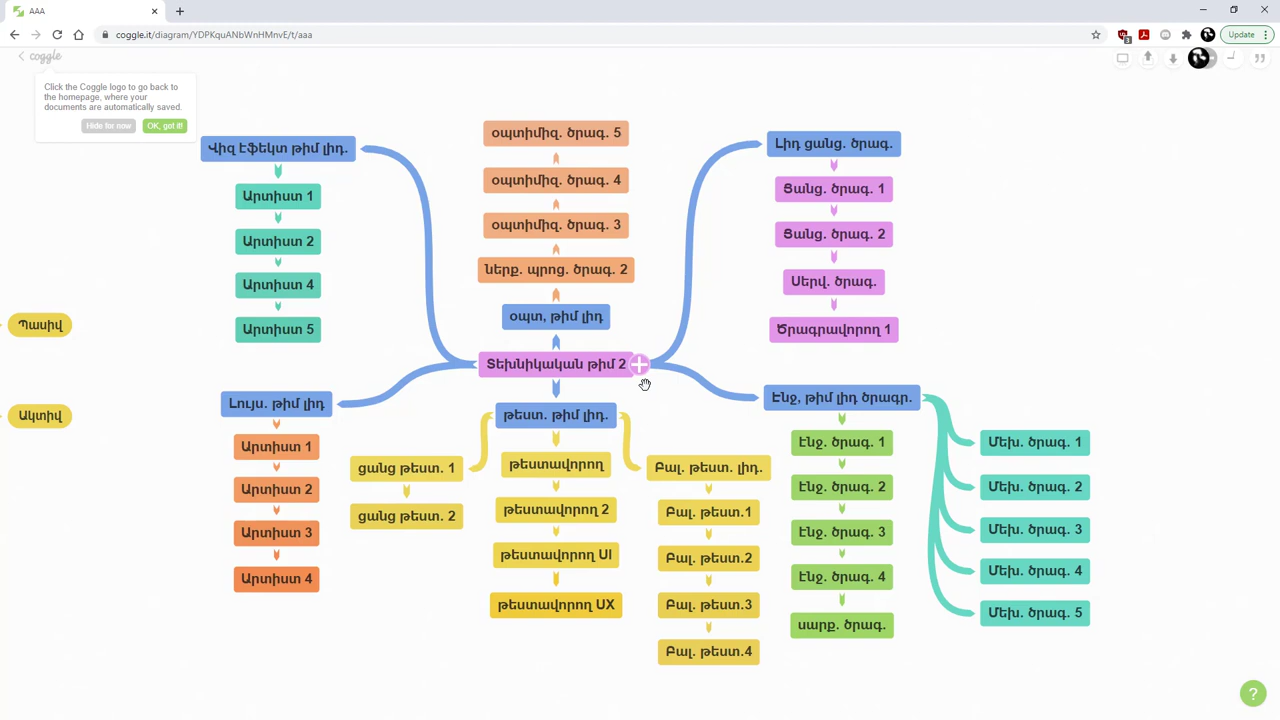 AAA
coggle.it/diagram/YDPKquANbWnHMnvE/t/aaa
3
Update
coggle
Click the Coggle logo to go back to
the homepage, where your
documents are automatically saved.
Hide for now
OK, got it!
Վիզ էֆեկտ թիմ լիդ.
Արտիստ 1
Արտիստ 2
Արտիստ 4
Արտիստ 5
Պասիվ
Ակտիվ
օպտիմիզ. ծրագ. 5
օպտիմիզ. ծրագ. 4
օպտիմիզ. ծրագ. 3
ներք. պրոց. ծրագ. 2
օպտ, թիմ լիդ
Տեխնիկական թիմ 2
Լիդ ցանց. ծրագ.
Ցանց. ծրագ. 1
Ցանց. ծրագ. 2
Սերվ. ծրագ.
Ծրագրավորող 1
Լույս. թիմ լիդ
Արտիստ 1
Արտիստ 2
Արտիստ 3
Արտիստ 4
թեստ. թիմ լիդ.
ցանց թեստ. 1
ցանց թեստ. 2
թեստավորող
թեստավորող 2
թեստավորող UI
թեստավորող UX
Բալ. թեստ. լիդ.
Բալ. թեստ.1
Բալ. թեստ.2
Բալ. թեստ.3
Բալ. թեստ.4
Էնջ, թիմ լիդ ծրագր.
Էնջ. ծրագ. 1
Էնջ. ծրագ. 2
Էնջ. ծրագ. 3
Էնջ. ծրագ. 4
սարք. ծրագ.
Մեխ. ծրագ. 1
Մեխ. ծրագ. 2
Մեխ. ծրագ. 3
Մեխ. ծրագ. 4
Մեխ. ծրագ. 5
?